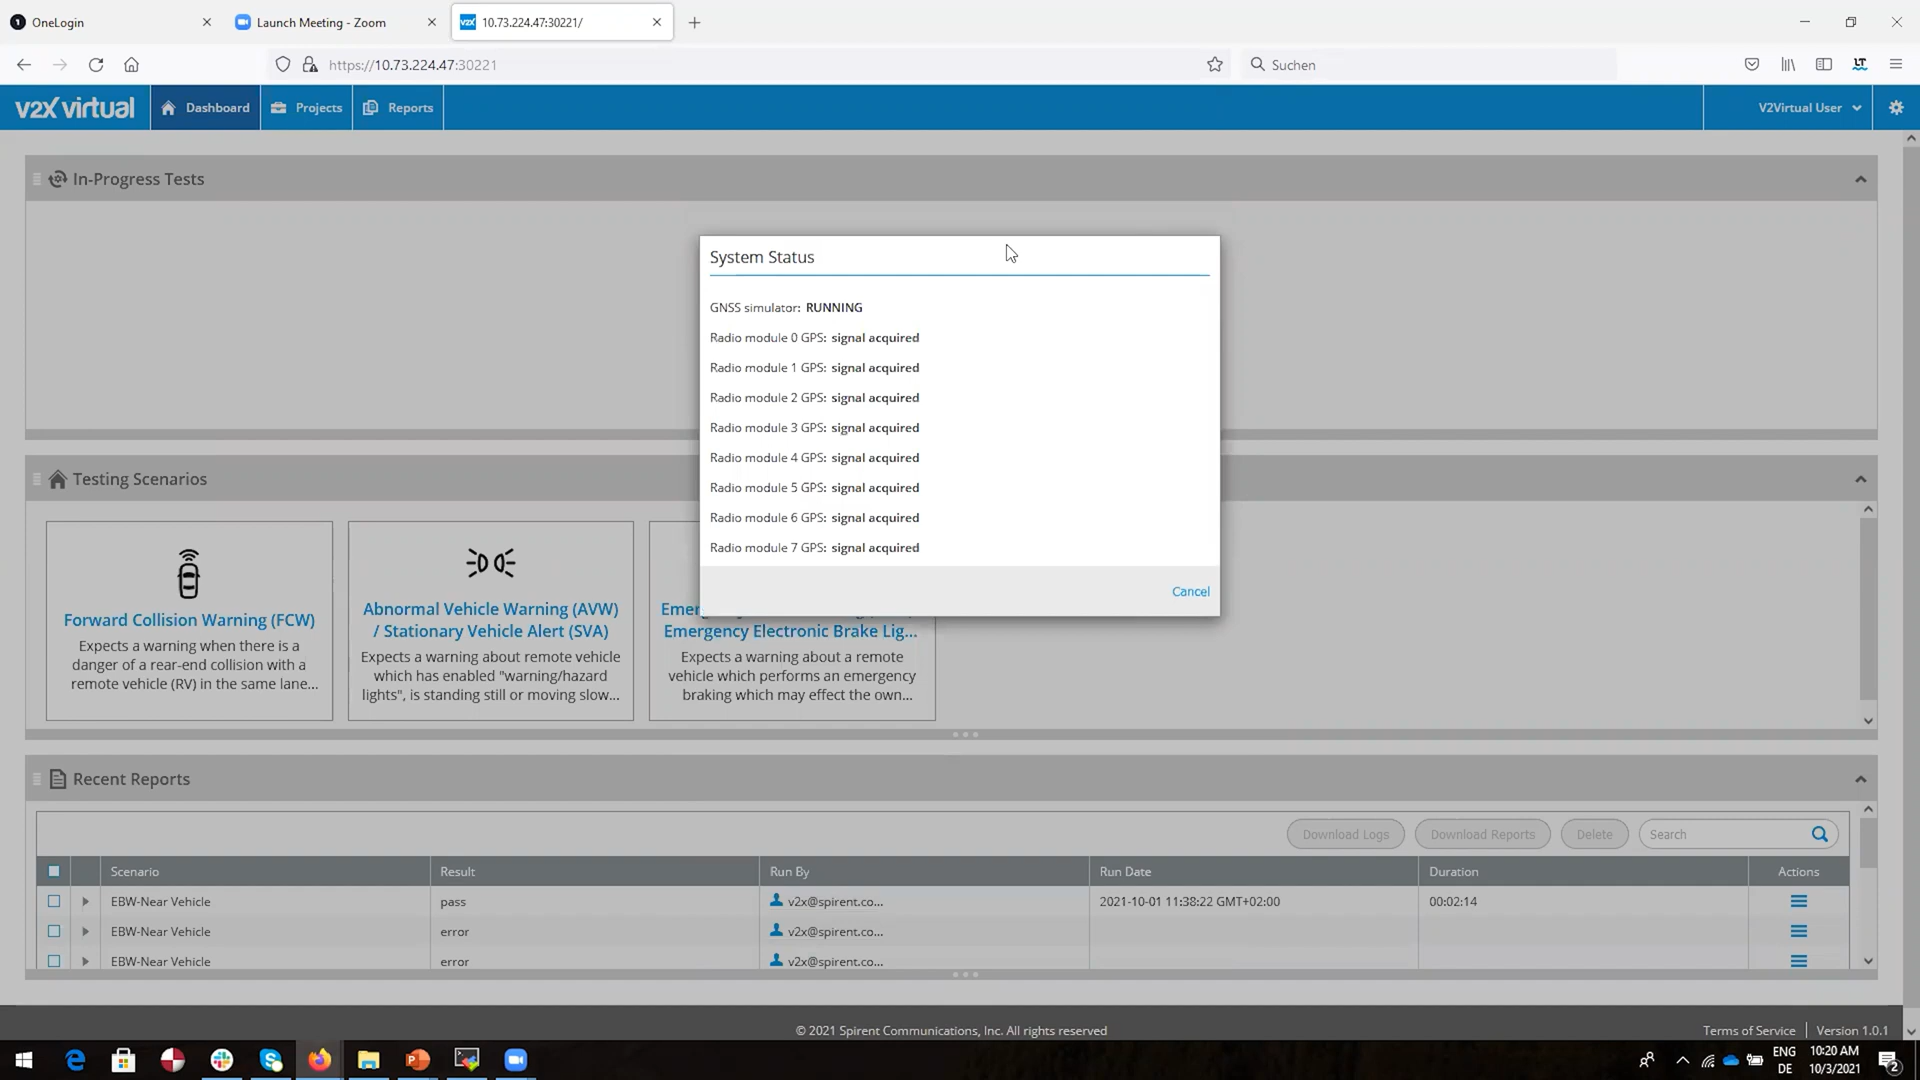 OneLogin
Launch Meeting - Zoom
V2X
10.73.224.47:30221/
https://10.73.224.47:30221
Suchen
LT
V2X virtual
Dashboard
Projects
Reports
V2Virtual User
In-Progress Tests
System Status
GNSS simulator: RUNNING
Radio module 0 GPS: signal acquired
Radio module 1 GPS: signal acquired
Radio module 2 GPS: signal acquired
Radio module 3 GPS: signal acquired
Radio module 4 GPS: signal acquired
Radio module 5 GPS: signal acquired
Radio module 6 GPS: signal acquired
Radio module 7 GPS: signal acquired
Cancel
Testing Scenarios
Forward Collision Warning (FCW)
Expects a warning when there is a
danger of a rear-end collision with a
remote vehicle (RV) in the same lane...
Abnormal Vehicle Warning (AVW)
/ Stationary Vehicle Alert (SVA)
Expects a warning about remote vehicle
which has enabled "warning/hazard
lights", is standing still or moving slow...
Emer
Emergency Electronic Brake Lig...
Expects a warning about a remote
vehicle which performs an emergency
braking which may effect the own...
Recent Reports
Download Logs
Download Reports
Delete
Search
Scenario Result Run By Run Date Duration Actions
EBW-Near Vehicle pass v2x@spirent.co... 2021-10-01 11:38:22 GMT+02:00 00:02:14
EBW-Near Vehicle error v2x@spirent.co...
EBW-Near Vehicle error v2x@spirent.co...
© 2021 Spirent Communications, Inc. All rights reserved
Terms of Service | Version 1.0.1
ENG
DE
10:20 AM
10/3/2021
2